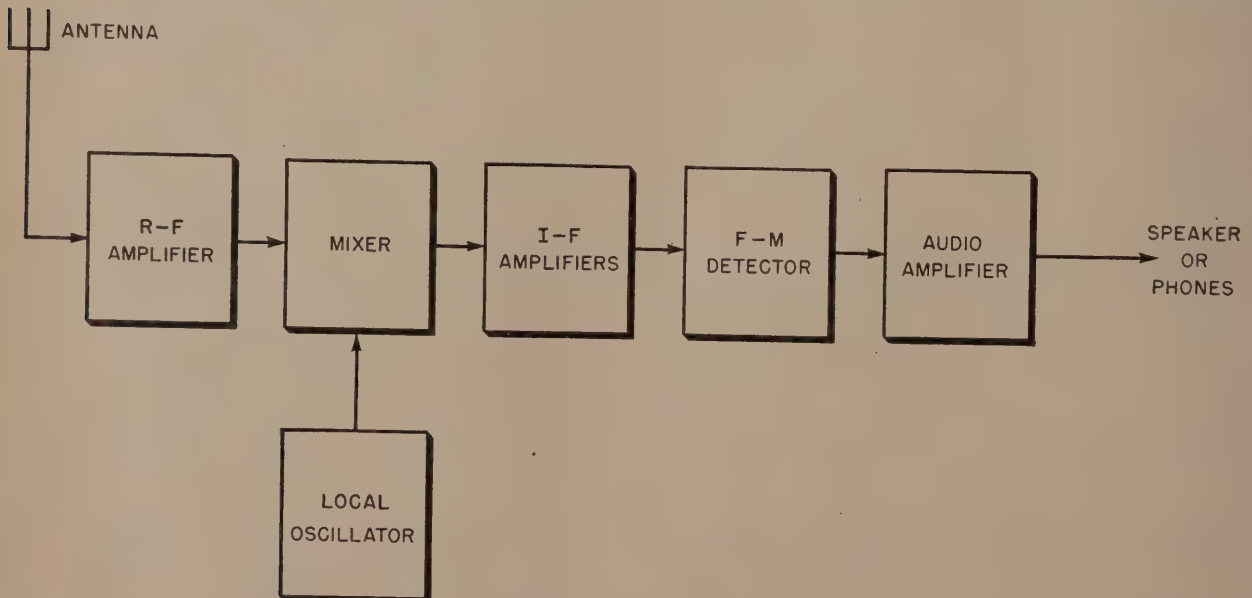 ANTENNA
R-F
AMPLIFIER
MIXER
I-F
AMPLIFIERS
F-M
DETECTOR
AUDIO
AMPLIFIER
SPEAKER
OR
PHONES
LOCAL
OSCILLATOR